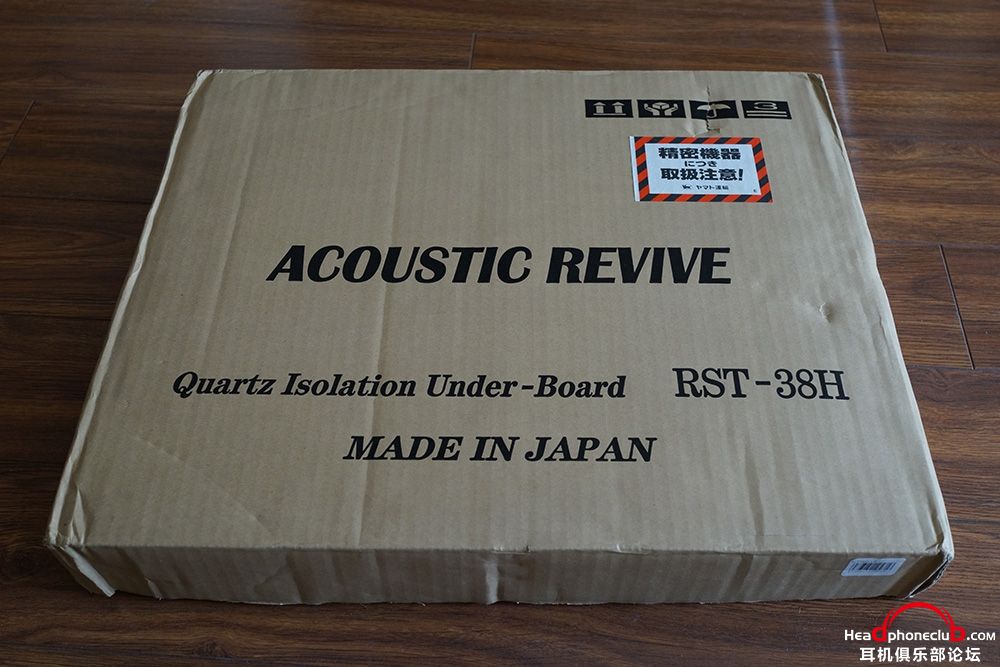 3
精密機器
につき
取扱注意!
ヤマト運輸
ACOUSTIC REVIVE
Quartz Isolation Under-Board RST-38H
MADE IN JAPAN
Headphoneclub.com
耳机俱乐部论坛